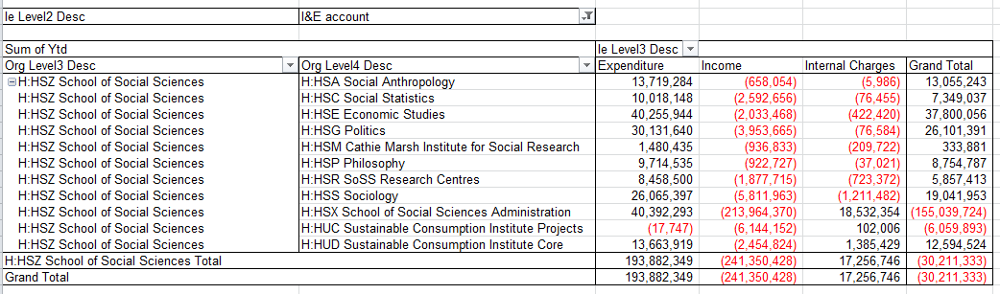 Ie Level2 Desc I&E account
Sum of Ytd Ie Level3 Desc
Org Level3 Desc Org Level4 Desc Expenditure Income Internal Charges Grand Total
H:HSZ School of Social Sciences H:HSA Social Anthropology 13,719,284 (658,054) (5,986) 13,055,243
H:HSZ School of Social Sciences H:HSC Social Statistics 10,018,148 (2,592,656) (76,455) 7,349,037
H:HSZ School of Social Sciences H:HSE Economic Studies 40,255,944 (2,033,468) (422,420) 37,800,056
H:HSZ School of Social Sciences H:HSG Politics 30,131,640 (3,953,665) (76,584) 26,101,391
H:HSZ School of Social Sciences H:HSM Cathie Marsh Institute for Social Research 1,480,435 (936,833) (209,722) 333,881
H:HSZ School of Social Sciences H:HSP Philosophy 9,714,535 (922,727) (37,021) 8,754,787
H:HSZ School of Social Sciences H:HSR SoSS Research Centres 8,458,500 (1,877,715) (723,372) 5,857,413
H:HSZ School of Social Sciences H:HSS Sociology 26,065,397 (5,811,963) (1,211,482) 19,041,953
H:HSZ School of Social Sciences H:HSX School of Social Sciences Administration 40,392,293 (213,964,370) 18,532,354 (155,039,724)
H:HSZ School of Social Sciences H:HUC Sustainable Consumption Institute Projects (17,747) (6,144,152) 102,006 (6,059,893)
H:HSZ School of Social Sciences H:HUD Sustainable Consumption Institute Core 13,663,919 (2,454,824) 1,385,429 12,594,524
H:HSZ School of Social Sciences Total 193,882,349 (241,350,428) 17,256,746 (30,211,333)
Grand Total 193,882,349 (241,350,428) 17,256,746 (30,211,333)